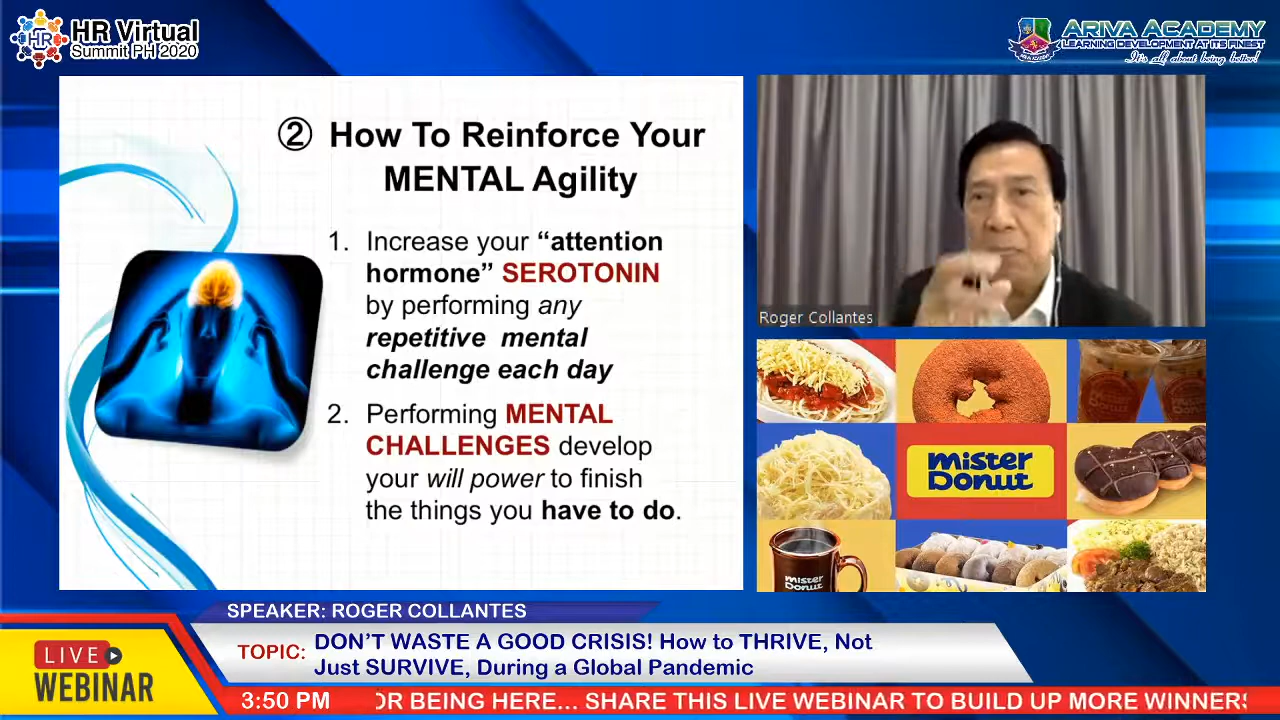 HR Virtual
Summit PH 2020
HR
ARIVA ACADEMY
LEARNING DEVELOPMENT AT ITS FINEST
It's all about being better!
② How To Reinforce Your
MENTAL Agility
1. Increase your “attention
hormone” SEROTONIN
by performing any
repetitive mental
challenge each day
2. Performing MENTAL
CHALLENGES develop
your will power to finish
the things you have to do.
Roger Collantes
mister
Donut
mister
Donut
SPEAKER: ROGER COLLANTES
TOPIC: DON’T WASTE A GOOD CRISIS! How to THRIVE, Not
Just SURVIVE, During a Global Pandemic
LIVE
WEBINAR
3:50 PM
OR BEING HERE... SHARE THIS LIVE WEBINAR TO BUILD UP MORE WINNERS